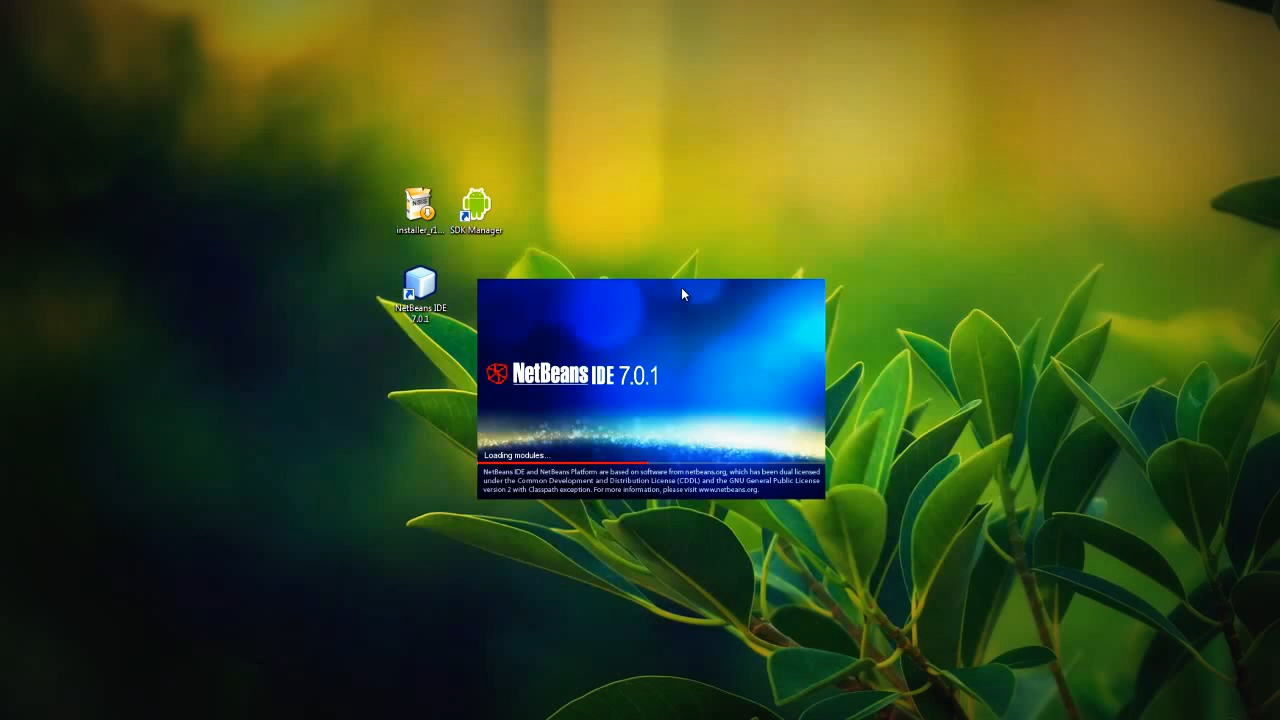 installer_r1... SDK Manager
NetBeans IDE
7.0.1
NetBeans IDE 7.0.1
Loading modules...
NetBeans IDE and NetBeans Platform are based on software from netbeans.org, which has been dual licensed
under the Common Development and Distribution License (CDDL) and the GNU General Public License
version 2 with Classpath exception. For more information, please visit www.netbeans.org.